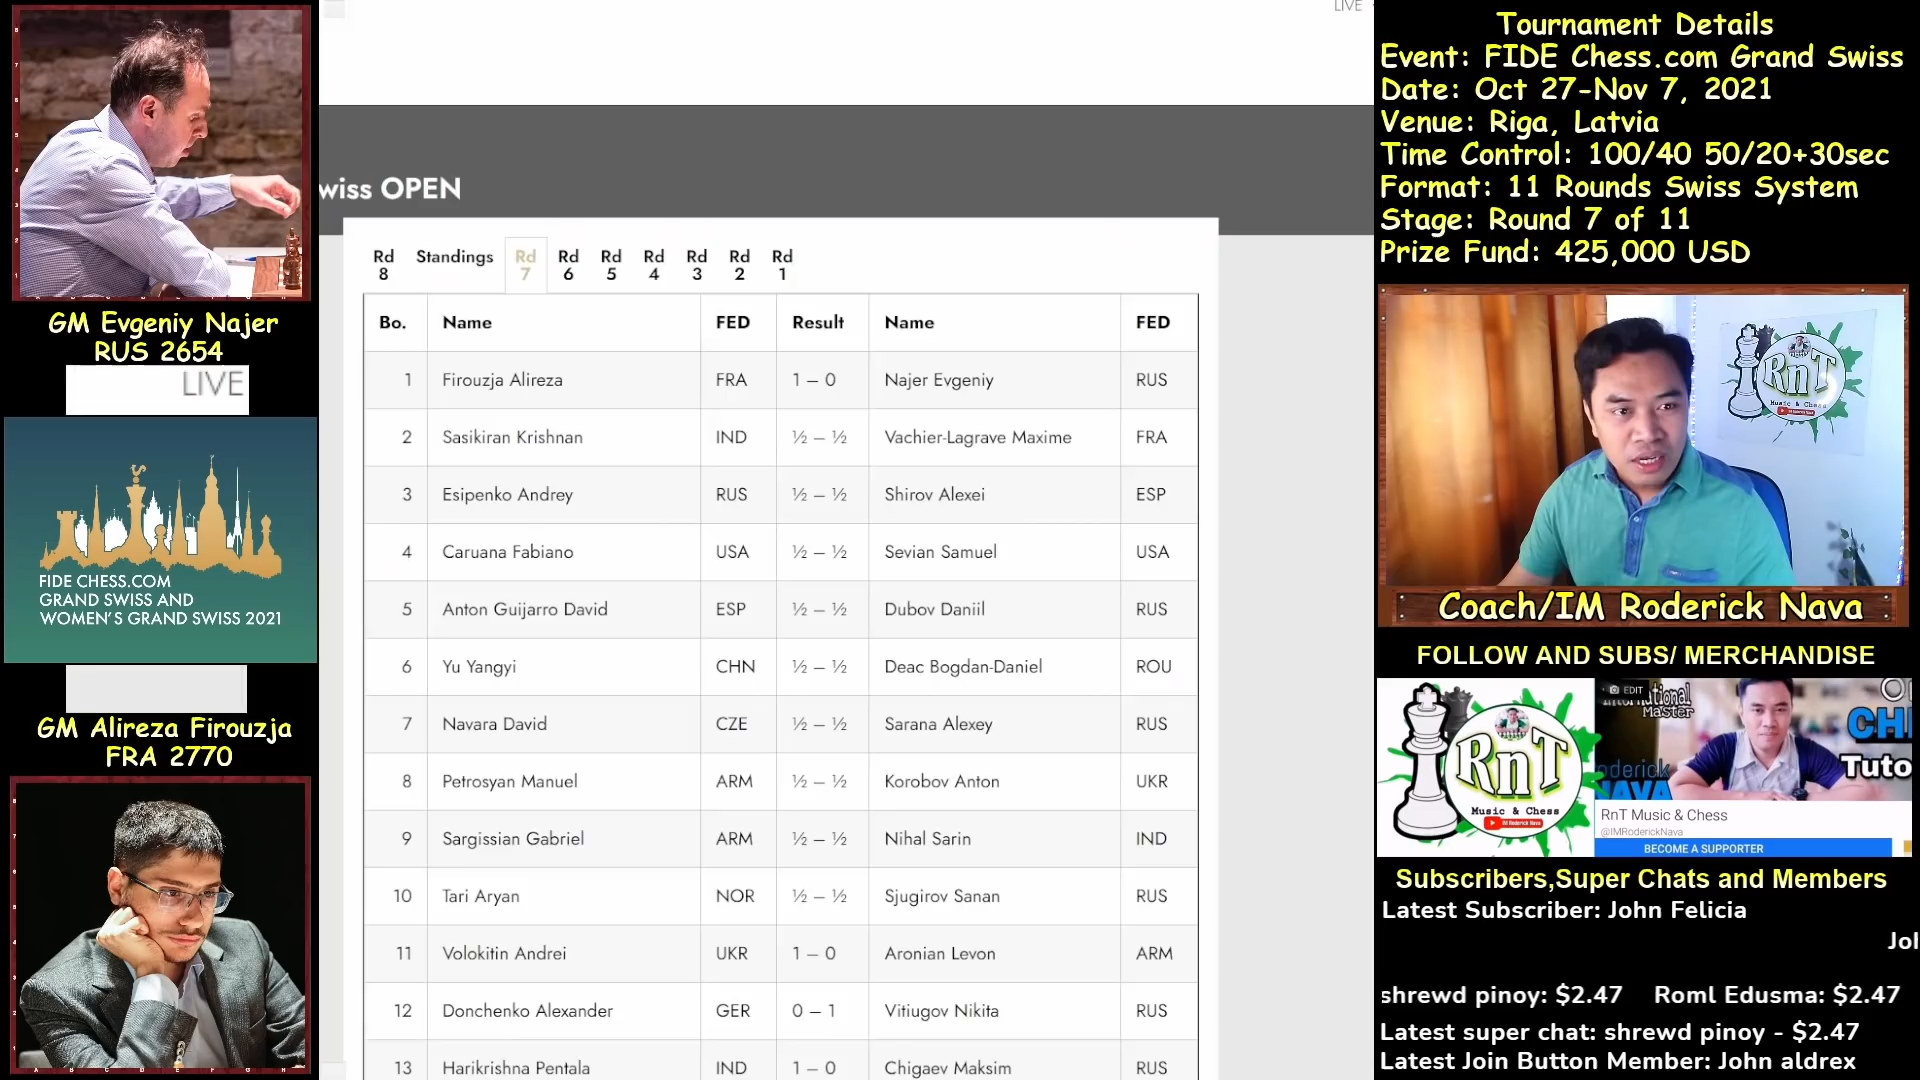 GM Evgeniy Najer
RUS 2654
LIVE
FIDE CHESS.COM
GRAND SWISS AND
WOMEN'S GRAND SWISS 2021
GM Alireza Firouzja
FRA 2770
LIVE
wiss OPEN
Rd 8 Standings Rd 7 Rd 6 Rd 5 Rd 4 Rd 3 Rd 2 Rd 1
Bo. Name FED Result Name FED
1 Firouzja Alireza FRA 1 – 0 Najer Evgeniy RUS
2 Sasikiran Krishnan IND ½ – ½ Vachier-Lagrave Maxime FRA
3 Esipenko Andrey RUS ½ – ½ Shirov Alexei ESP
4 Caruana Fabiano USA ½ – ½ Sevian Samuel USA
5 Anton Guijarro David ESP ½ – ½ Dubov Daniil RUS
6 Yu Yangyi CHN ½ – ½ Deac Bogdan-Daniel ROU
7 Navara David CZE ½ – ½ Sarana Alexey RUS
8 Petrosyan Manuel ARM ½ – ½ Korobov Anton UKR
9 Sargissian Gabriel ARM ½ – ½ Nihal Sarin IND
10 Tari Aryan NOR ½ – ½ Sjugirov Sanan RUS
11 Volokitin Andrei UKR 1 – 0 Aronian Levon ARM
12 Donchenko Alexander GER 0 – 1 Vitiugov Nikita RUS
13 Harikrishna Pentala IND 1 – 0 Chigaev Maksim RUS
Tournament Details
Event: FIDE Chess.com Grand Swiss
Date: Oct 27-Nov 7, 2021
Venue: Riga, Latvia
Time Control: 100/40 50/20+30sec
Format: 11 Rounds Swiss System
Stage: Round 7 of 11
Prize Fund: 425,000 USD
RnT
Music & Chess
Coach/IM Roderick Nava
FOLLOW AND SUBS/ MERCHANDISE
RnT
Music & Chess
IM Roderick Nava
EDIT
International
Master
oderick
NAVA
CHE
Tuto
RnT Music & Chess
@IMRoderickNava
BECOME A SUPPORTER
Subscribers,Super Chats and Members
Latest Subscriber: John Felicia
Jol
shrewd pinoy: $2.47 Roml Edusma: $2.47
Latest super chat: shrewd pinoy - $2.47
Latest Join Button Member: John aldrex